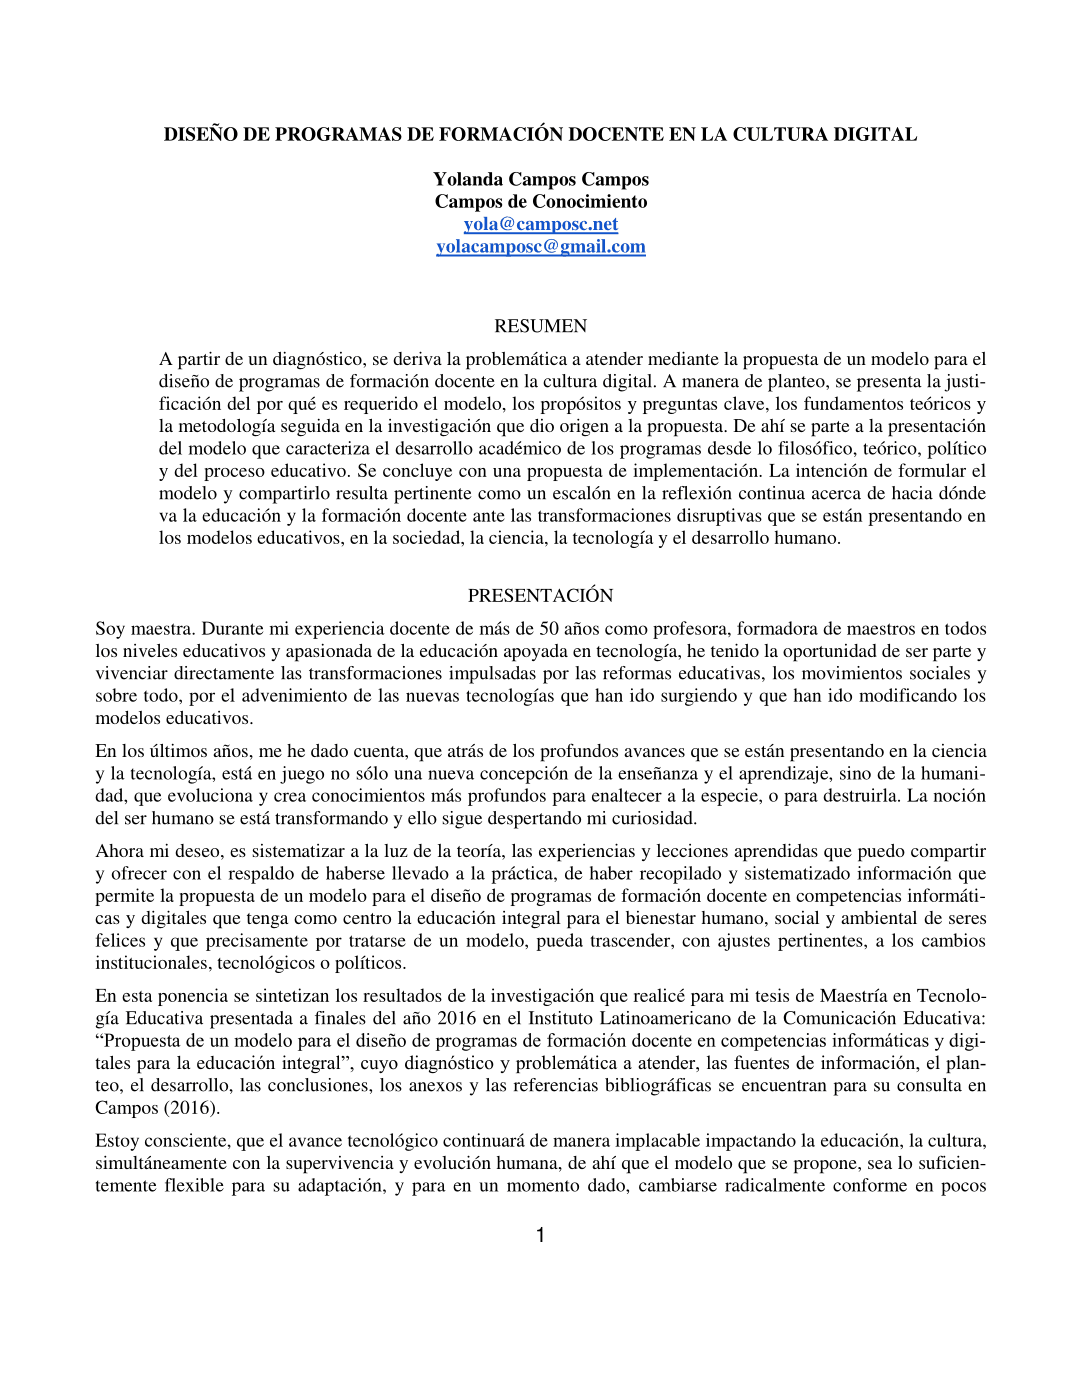 DISEÑO DE PROGRAMAS DE FORMACIÓN DOCENTE EN LA CULTURA DIGITAL
Yolanda Campos Campos
Campos de Conocimiento
yola@camposc.net
yolacamposc@gmail.com
RESUMEN
A partir de un diagnóstico, se deriva la problemática a atender mediante la propuesta de un modelo para el
diseño de programas de formación docente en la cultura digital. A manera de planteo, se presenta la justi-
ficación del por qué es requerido el modelo, los propósitos y preguntas clave, los fundamentos teóricos y
la metodología seguida en la investigación que dio origen a la propuesta. De ahí se parte a la presentación
del modelo que caracteriza el desarrollo académico de los programas desde lo filosófico, teórico, político
y del proceso educativo. Se concluye con una propuesta de implementación. La intención de formular el
modelo y compartirlo resulta pertinente como un escalón en la reflexión continua acerca de hacia dónde
va la educación y la formación docente ante las transformaciones disruptivas que se están presentando en
los modelos educativos, en la sociedad, la ciencia, la tecnología y el desarrollo humano.
PRESENTACIÓN
Soy maestra. Durante mi experiencia docente de más de 50 años como profesora, formadora de maestros en todos
los niveles educativos y apasionada de la educación apoyada en tecnología, he tenido la oportunidad de ser parte y
vivenciar directamente las transformaciones impulsadas por las reformas educativas, los movimientos sociales y
sobre todo, por el advenimiento de las nuevas tecnologías que han ido surgiendo y que han ido modificando los
modelos educativos.
En los últimos años, me he dado cuenta, que atrás de los profundos avances que se están presentando en la ciencia
y la tecnología, está en juego no sólo una nueva concepción de la enseñanza y el aprendizaje, sino de la humani-
dad, que evoluciona y crea conocimientos más profundos para enaltecer a la especie, o para destruirla. La noción
del ser humano se está transformando y ello sigue despertando mi curiosidad.
Ahora mi deseo, es sistematizar a la luz de la teoría, las experiencias y lecciones aprendidas que puedo compartir
y ofrecer con el respaldo de haberse llevado a la práctica, de haber recopilado y sistematizado información que
permite la propuesta de un modelo para el diseño de programas de formación docente en competencias informáti-
cas y digitales que tenga como centro la educación integral para el bienestar humano, social y ambiental de seres
felices y que precisamente por tratarse de un modelo, pueda trascender, con ajustes pertinentes, a los cambios
institucionales, tecnológicos o políticos.
En esta ponencia se sintetizan los resultados de la investigación que realicé para mi tesis de Maestría en Tecnolo-
gía Educativa presentada a finales del año 2016 en el Instituto Latinoamericano de la Comunicación Educativa:
“Propuesta de un modelo para el diseño de programas de formación docente en competencias informáticas y digi-
tales para la educación integral”, cuyo diagnóstico y problemática a atender, las fuentes de información, el plan-
teo, el desarrollo, las conclusiones, los anexos y las referencias bibliográficas se encuentran para su consulta en
Campos (2016).
Estoy consciente, que el avance tecnológico continuará de manera implacable impactando la educación, la cultura,
simultáneamente con la supervivencia y evolución humana, de ahí que el modelo que se propone, sea lo suficien-
temente flexible para su adaptación, y para en un momento dado, cambiarse radicalmente conforme en pocos
1